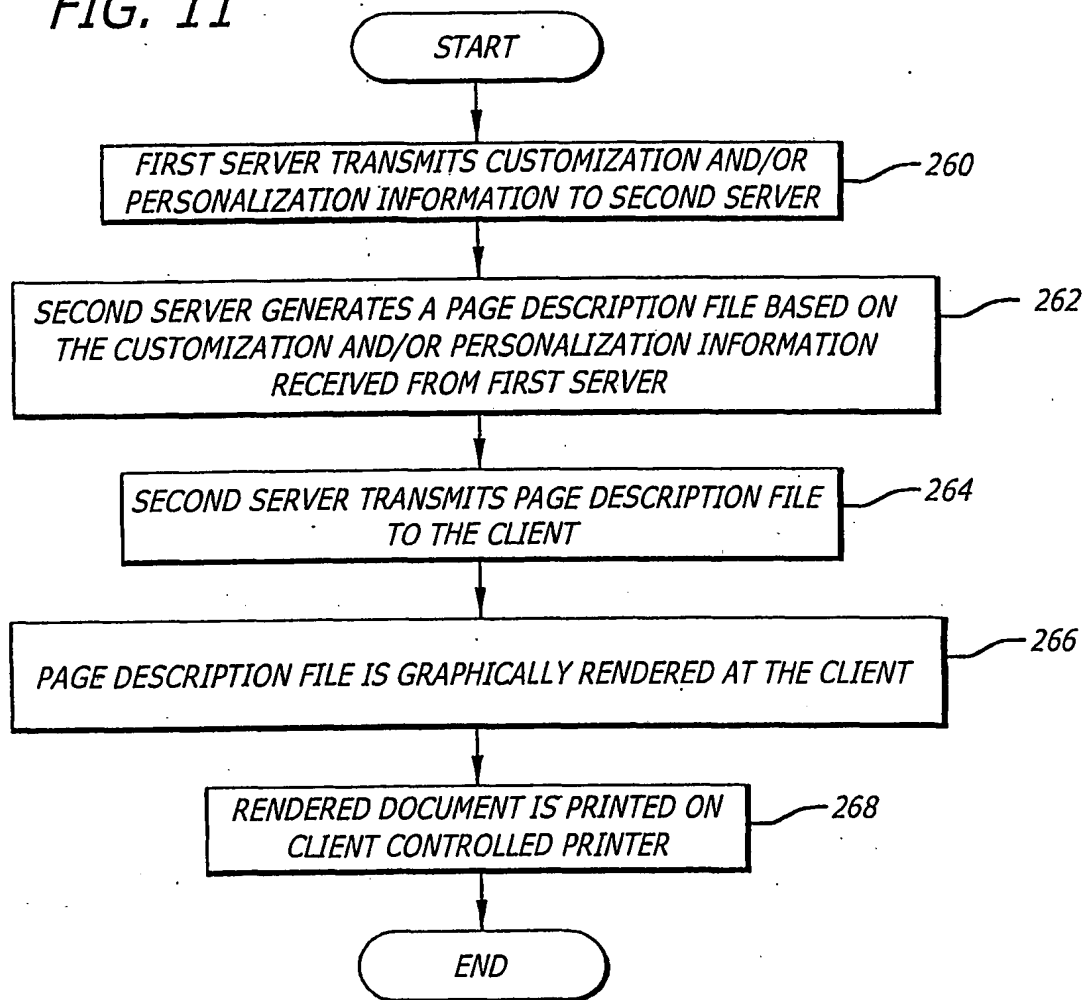 FIG. 11
START
FIRST SERVER TRANSMITS CUSTOMIZATION AND/OR
PERSONALIZATION INFORMATION TO SECOND SERVER
260
SECOND SERVER GENERATES A PAGE DESCRIPTION FILE BASED ON
THE CUSTOMIZATION AND/OR PERSONALIZATION INFORMATION
RECEIVED FROM FIRST SERVER
262
SECOND SERVER TRANSMITS PAGE DESCRIPTION FILE
TO THE CLIENT
264
PAGE DESCRIPTION FILE IS GRAPHICALLY RENDERED AT THE CLIENT
266
RENDERED DOCUMENT IS PRINTED ON
CLIENT CONTROLLED PRINTER
268
END